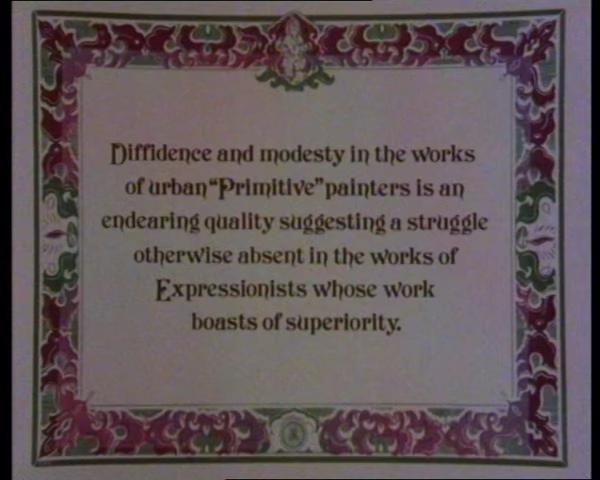 Diffidence and modesty in the works
of urban "Primitive" painters is an
endearing quality suggesting a struggle
otherwise absent in the works of
Expressionists whose work
boasts of superiority.